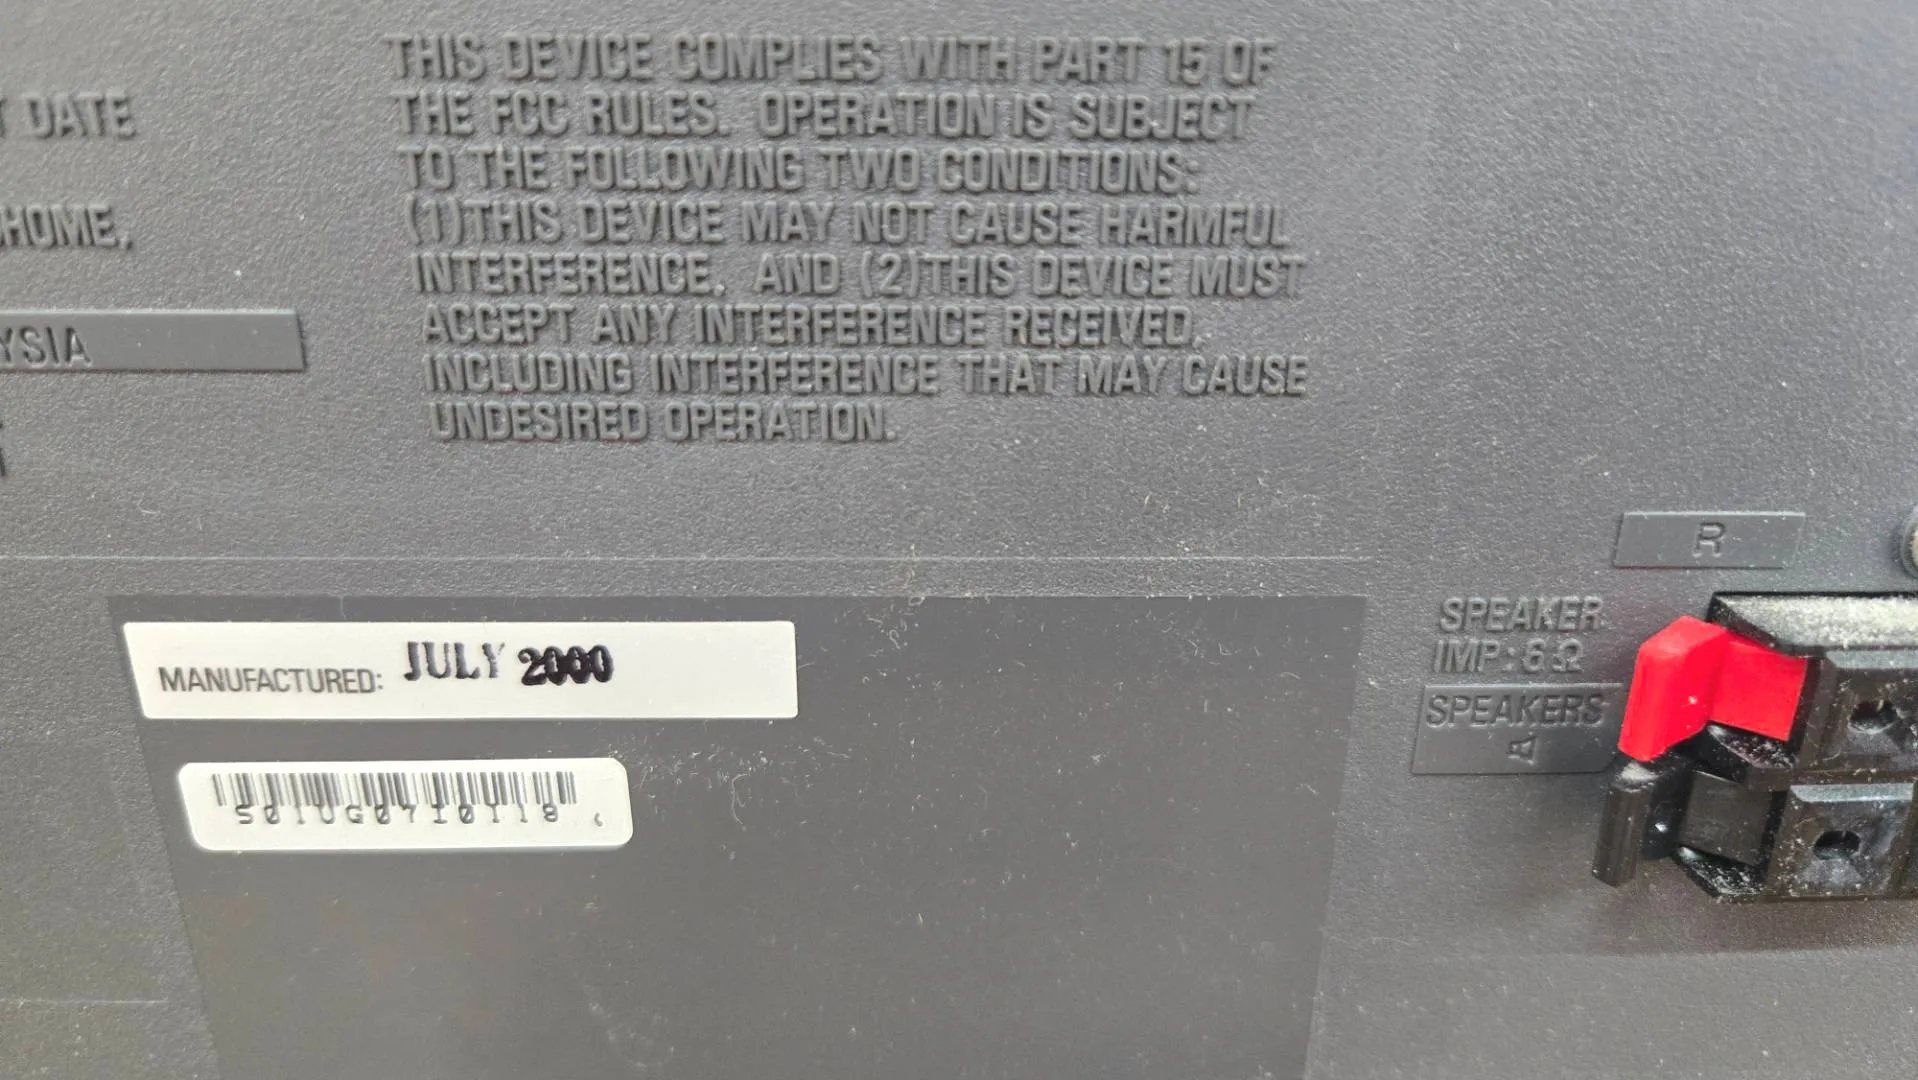 DATE
HOME,
YSIA
THIS DEVICE COMPLIES WITH PART 15 OF
THE FCC RULES. OPERATION IS SUBJECT
TO THE FOLLOWING TWO CONDITIONS:
(1)THIS DEVICE MAY NOT CAUSE HARMFUL
INTERFERENCE, AND (2)THIS DEVICE MUST
ACCEPT ANY INTERFERENCE RECEIVED,
INCLUDING INTERFERENCE THAT MAY CAUSE
UNDESIRED OPERATION.
MANUFACTURED: JULY 2000
R
SPEAKER
IMP: 6 Ω
SPEAKERS